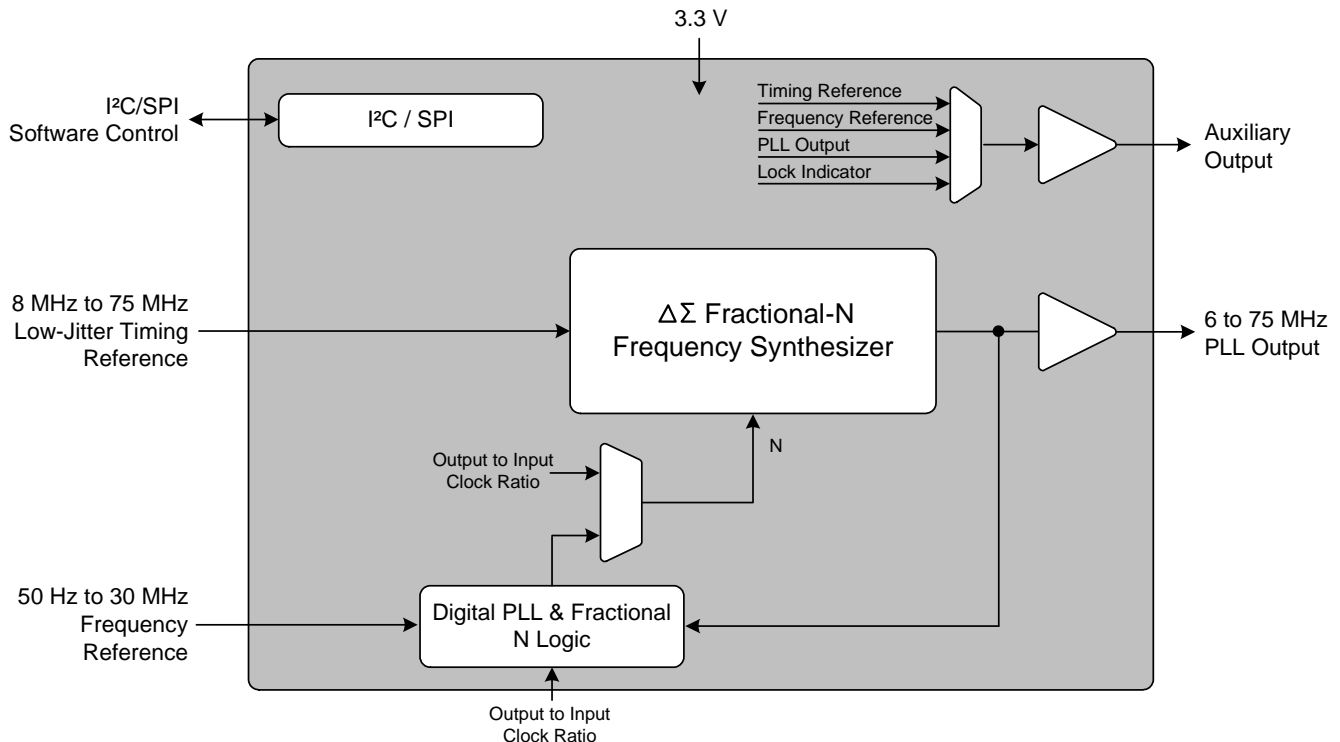 3.3 V
I²C/SPI
Software Control
I²C / SPI
Timing Reference
Frequency Reference
PLL Output
Lock Indicator
Auxiliary
Output
8 MHz to 75 MHz
Low-Jitter Timing
Reference
ΔΣ Fractional-N
Frequency Synthesizer
6 to 75 MHz
PLL Output
N
Output to Input
Clock Ratio
50 Hz to 30 MHz
Frequency
Reference
Digital PLL & Fractional
N Logic
Output to Input
Clock Ratio